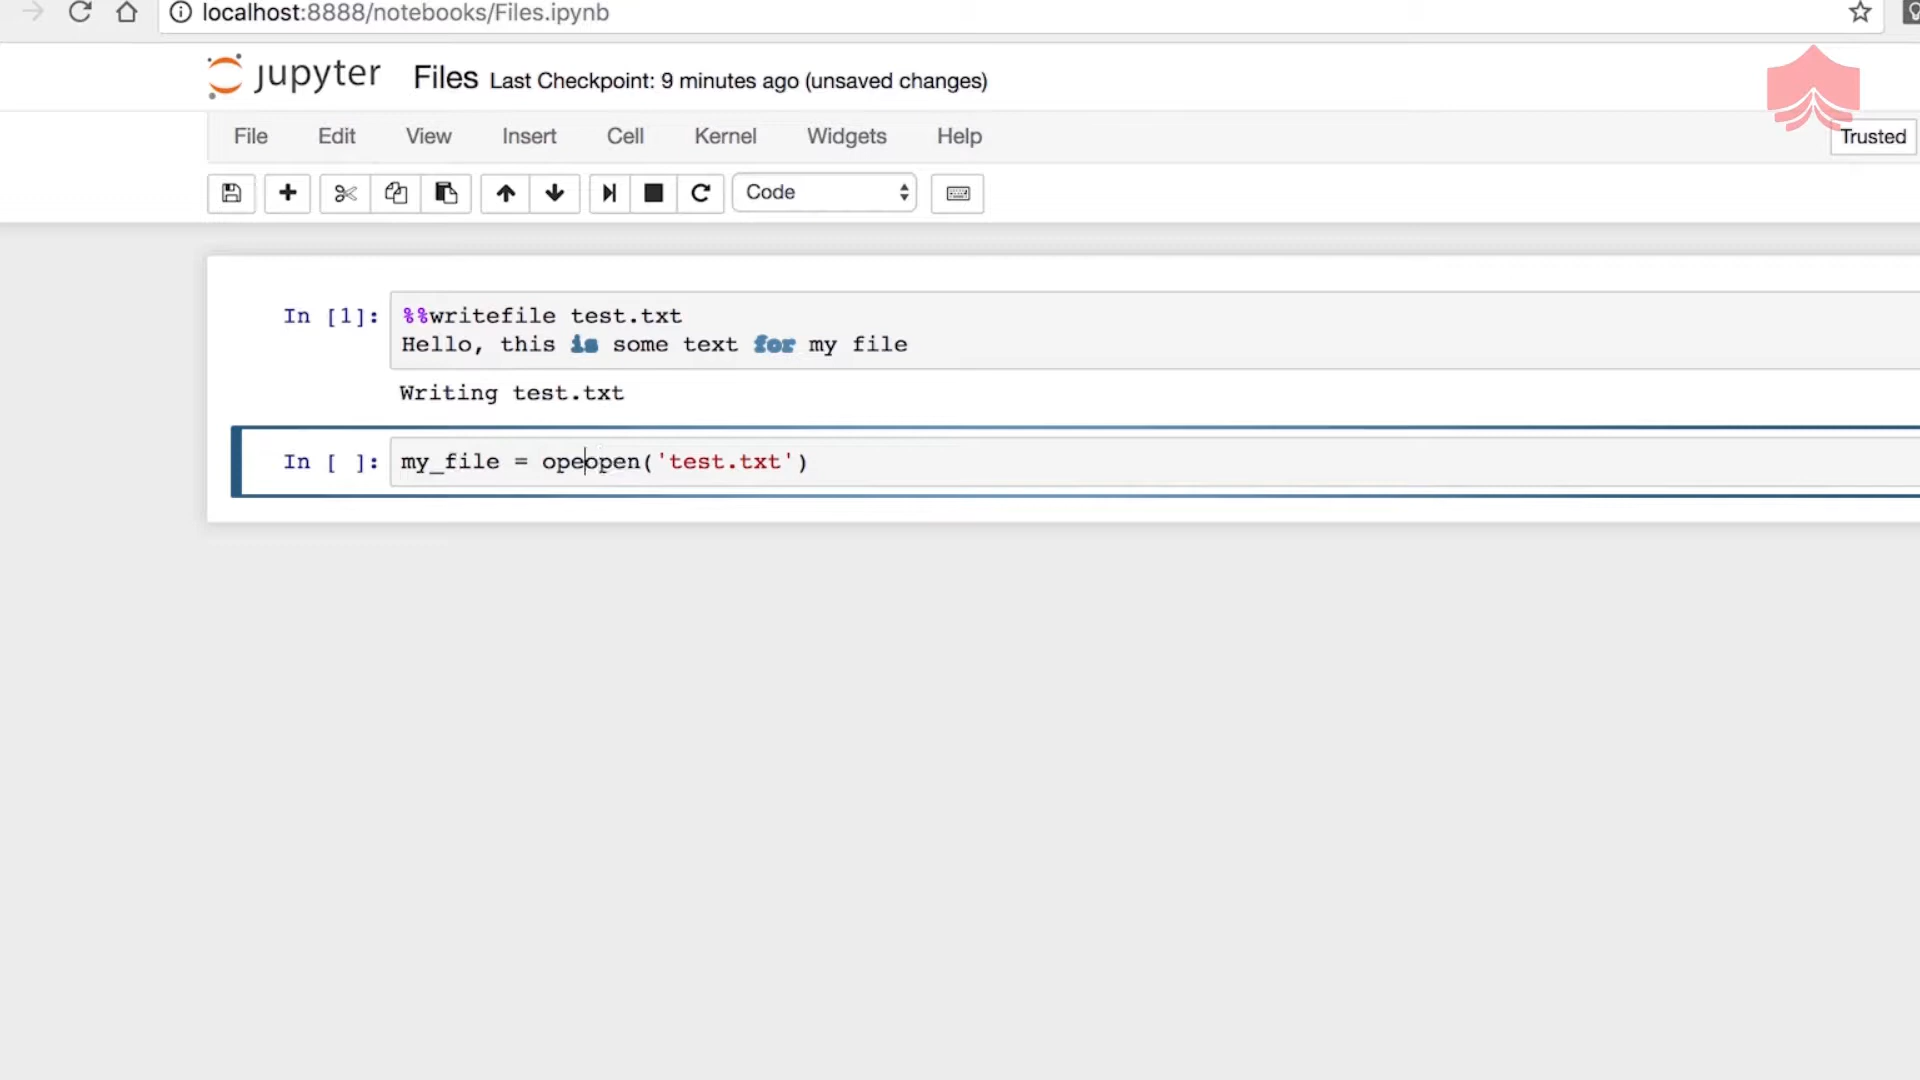 localhost:8888/notebooks/Files.ipynb
jupyter Files Last Checkpoint: 9 minutes ago (unsaved changes)
File Edit View Insert Cell Kernel Widgets Help Trusted
Code
In [1]: %%writefile test.txt
Hello, this is some text for my file
Writing test.txt
In [ ]: my_file = opeopen('test.txt')